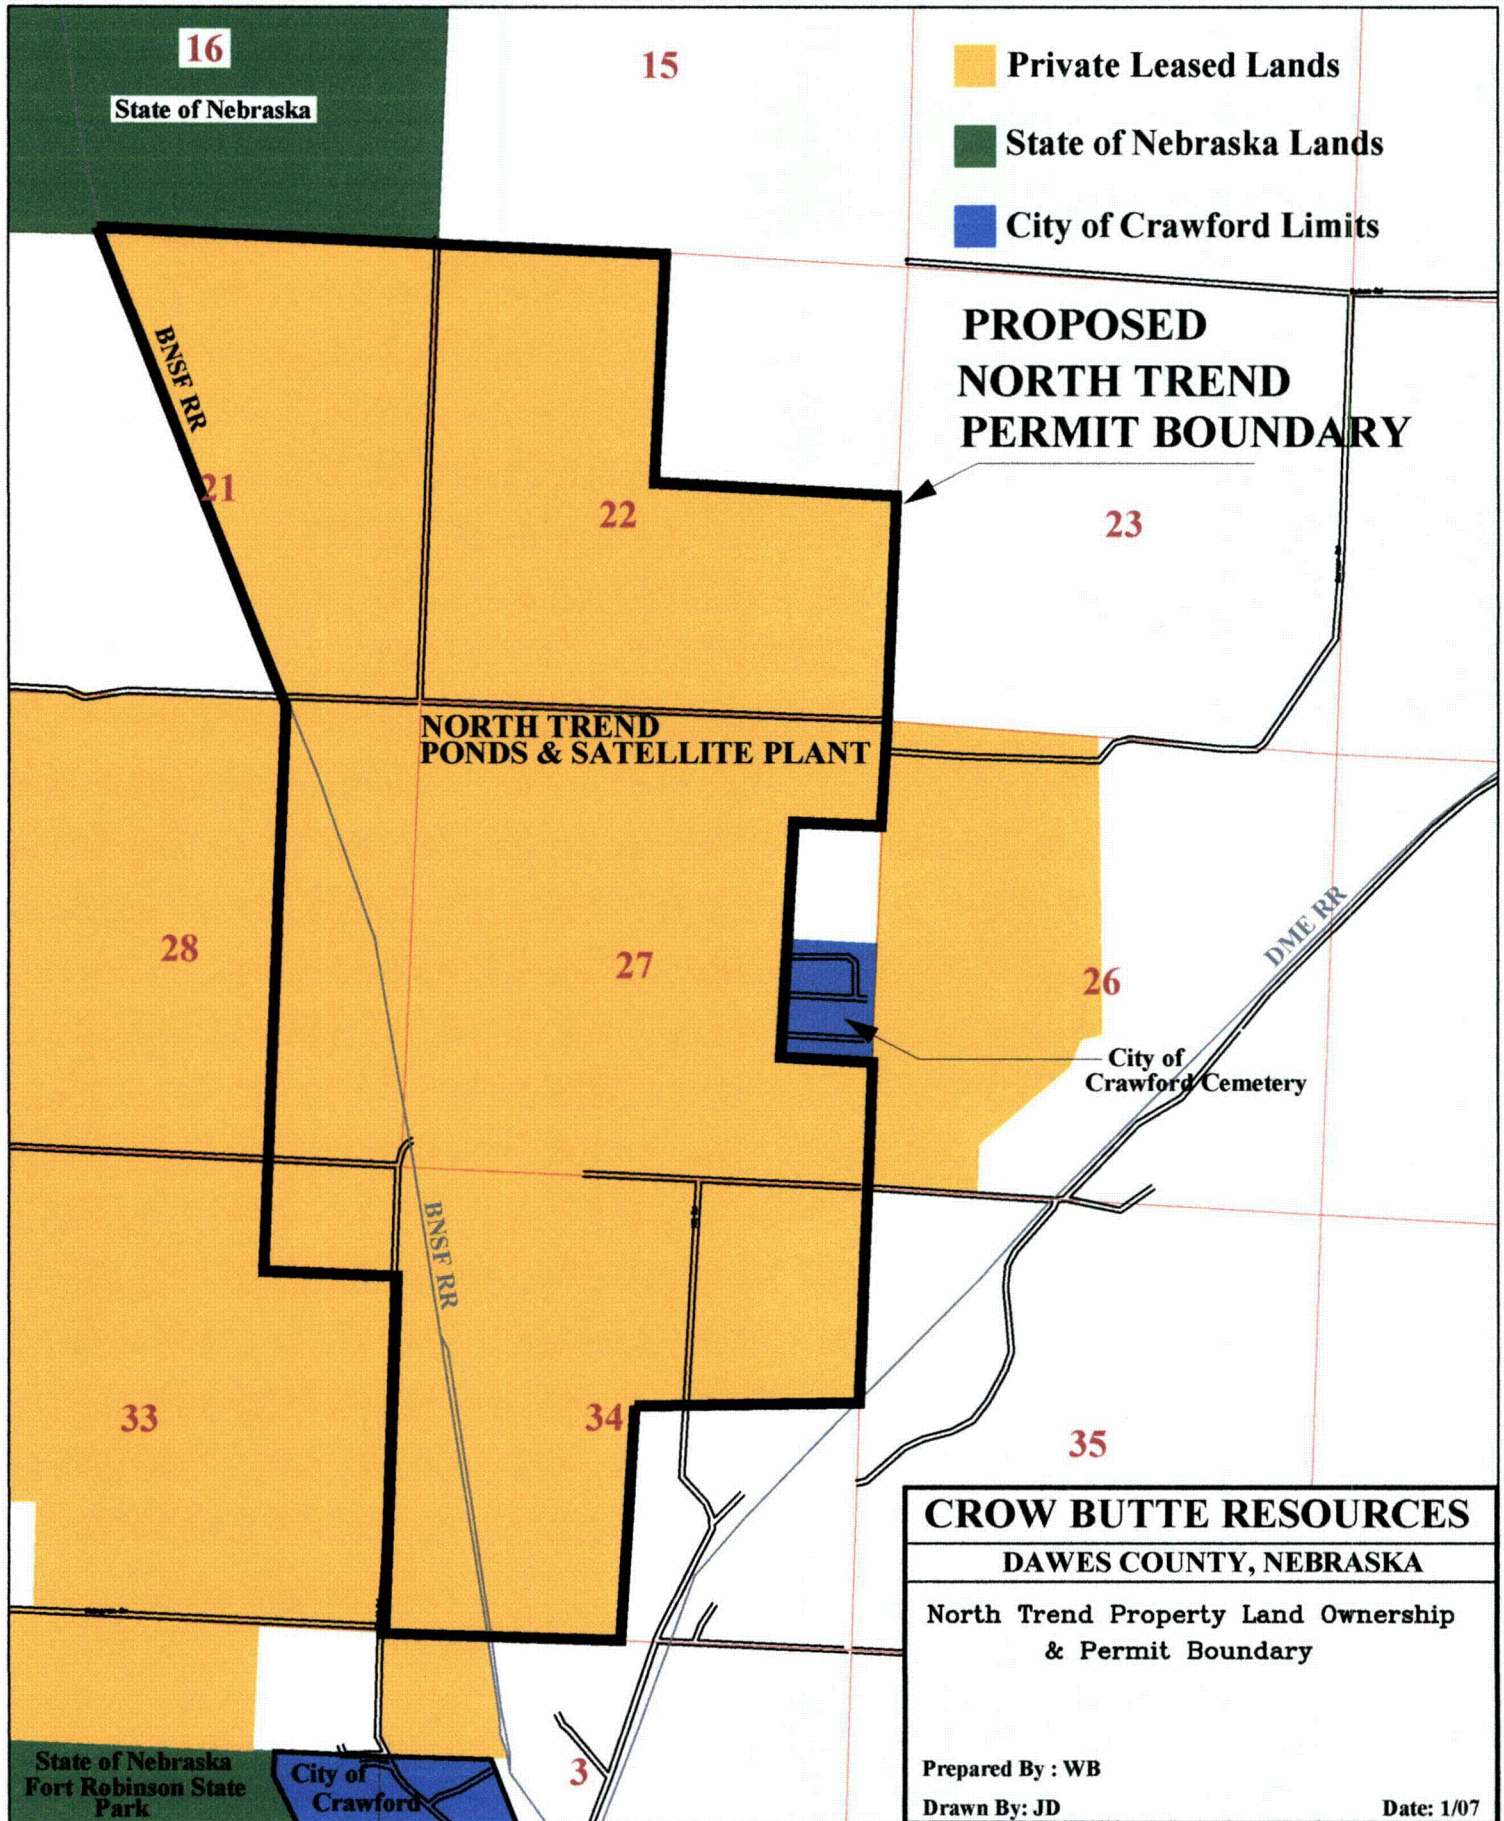 16
State of Nebraska
15
Private Leased Lands
State of Nebraska Lands
City of Crawford Limits
PROPOSED
NORTH TREND
PERMIT BOUNDARY
BNSF RR
21
22
23
NORTH TREND
PONDS & SATELLITE PLANT
28
27
26
DME RR
City of
Crawford Cemetery
BNSF RR
33
34
35
3
State of Nebraska
Fort Robinson State
Park
City of
Crawford
CROW BUTTE RESOURCES
DAWES COUNTY, NEBRASKA
North Trend Property Land Ownership
& Permit Boundary
Prepared By : WB
Drawn By: JD
Date: 1/07